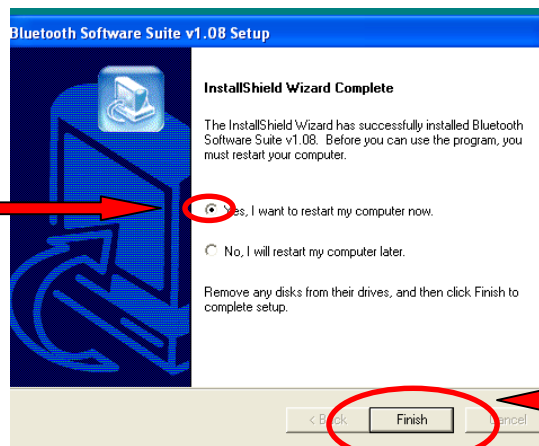 Bluetooth Software Suite v1.08 Setup
InstallShield Wizard Complete
The InstallShield Wizard has successfully installed Bluetooth
Software Suite v1.08. Before you can use the program, you
must restart your computer.
Yes, I want to restart my computer now.
No, I will restart my computer later.
Remove any disks from their drives, and then click Finish to
complete setup.
< Back Finish Cancel